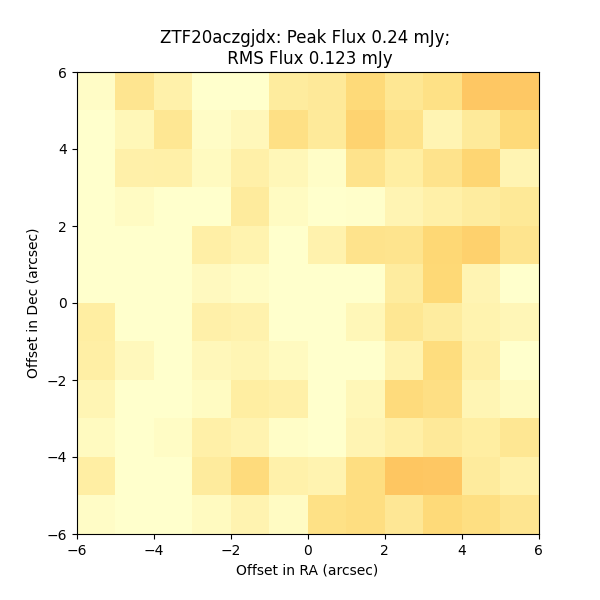 ZTF20aczgjdx: Peak Flux 0.24 mJy;
RMS Flux 0.123 mJy
6
4
2
0
−2
−4
−6
Offset in Dec (arcsec)
−6 −4 −2 0 2 4 6
Offset in RA (arcsec)